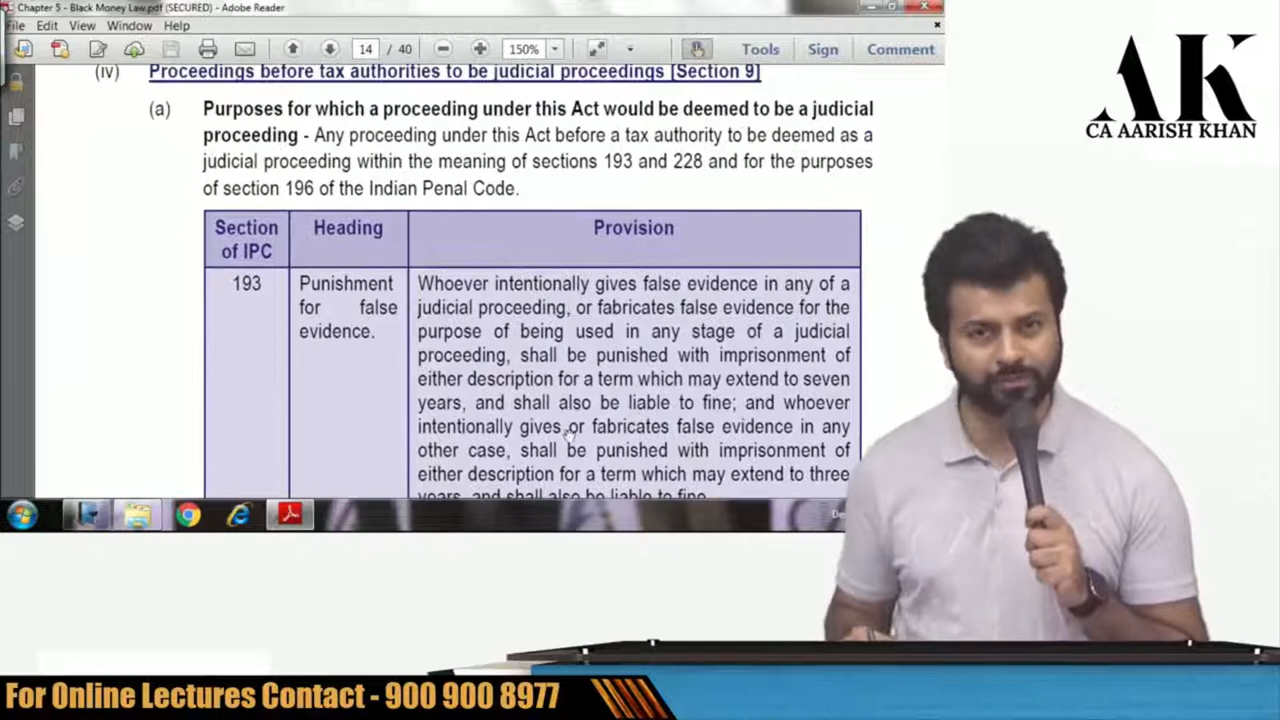 Chapter 5 - Black Money Law.pdf (SECURED) - Adobe Reader
File Edit View Window Help
14 / 40 150% Tools Sign Comment
(iv) Proceedings before tax authorities to be judicial proceedings [Section 9]
(a) Purposes for which a proceeding under this Act would be deemed to be a judicial
proceeding - Any proceeding under this Act before a tax authority to be deemed as a
judicial proceeding within the meaning of sections 193 and 228 and for the purposes
of section 196 of the Indian Penal Code.
Section of IPC
Heading
Provision
193
Punishment
for false
evidence.
Whoever intentionally gives false evidence in any of a
judicial proceeding, or fabricates false evidence for the
purpose of being used in any stage of a judicial
proceeding, shall be punished with imprisonment of
either description for a term which may extend to seven
years, and shall also be liable to fine; and whoever
intentionally gives or fabricates false evidence in any
other case, shall be punished with imprisonment of
either description for a term which may extend to three
years, and shall also be liable to fine.
De
AK
CA AARISH KHAN
For Online Lectures Contact - 900 900 8977